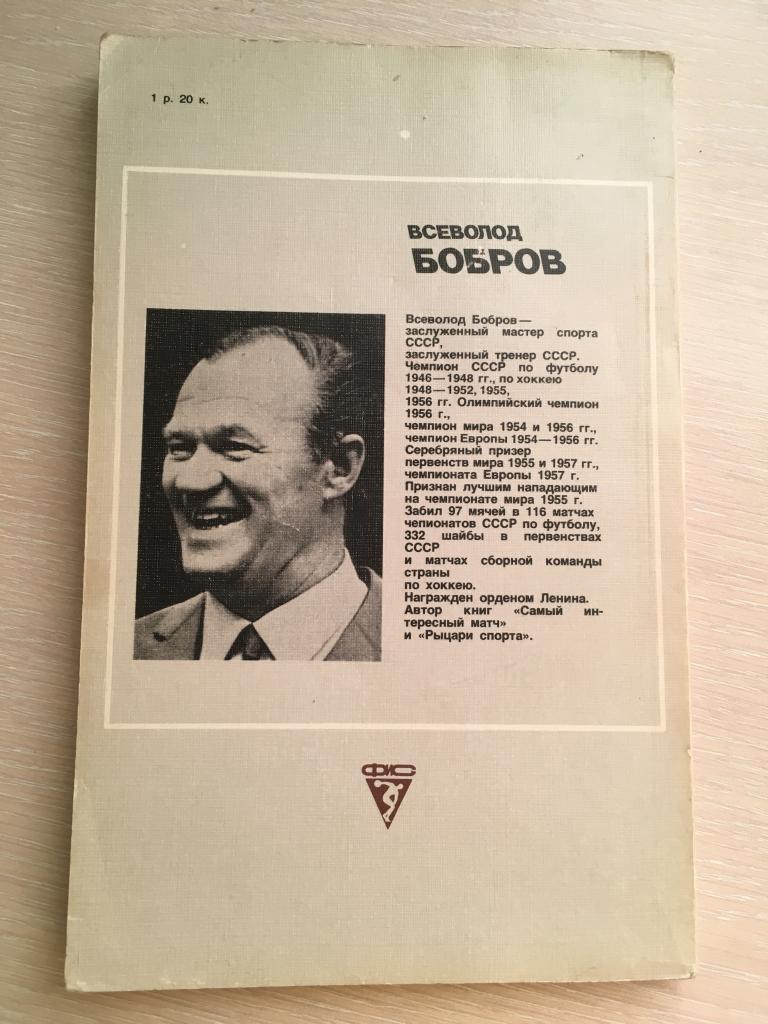 1 р. 20 к.
ВСЕВОЛОД
БОБРОВ
Всеволод Бобров—
заслуженный мастер спорта
СССР,
заслуженный тренер СССР.
Чемпион СССР по футболу
1946—1948 гг., по хоккею
1948—1952, 1955,
1956 гг. Олимпийский чемпион
1956 г.,
чемпион мира 1954 и 1956 гг.,
чемпион Европы 1954—1956 гг.
Серебряный призер
первенств мира 1955 и 1957 гг.,
чемпионата Европы 1957 г.
Признан лучшим нападающим
на чемпионате мира 1955 г.
Забил 97 мячей в 116 матчах
чепионатов СССР по футболу,
332 шайбы в первенствах
СССР
и матчах сборной команды
страны
по хоккею.
Награжден орденом Ленина.
Автор книг «Самый ин-
тересный матч»
и «Рыцари спорта».
ФИС